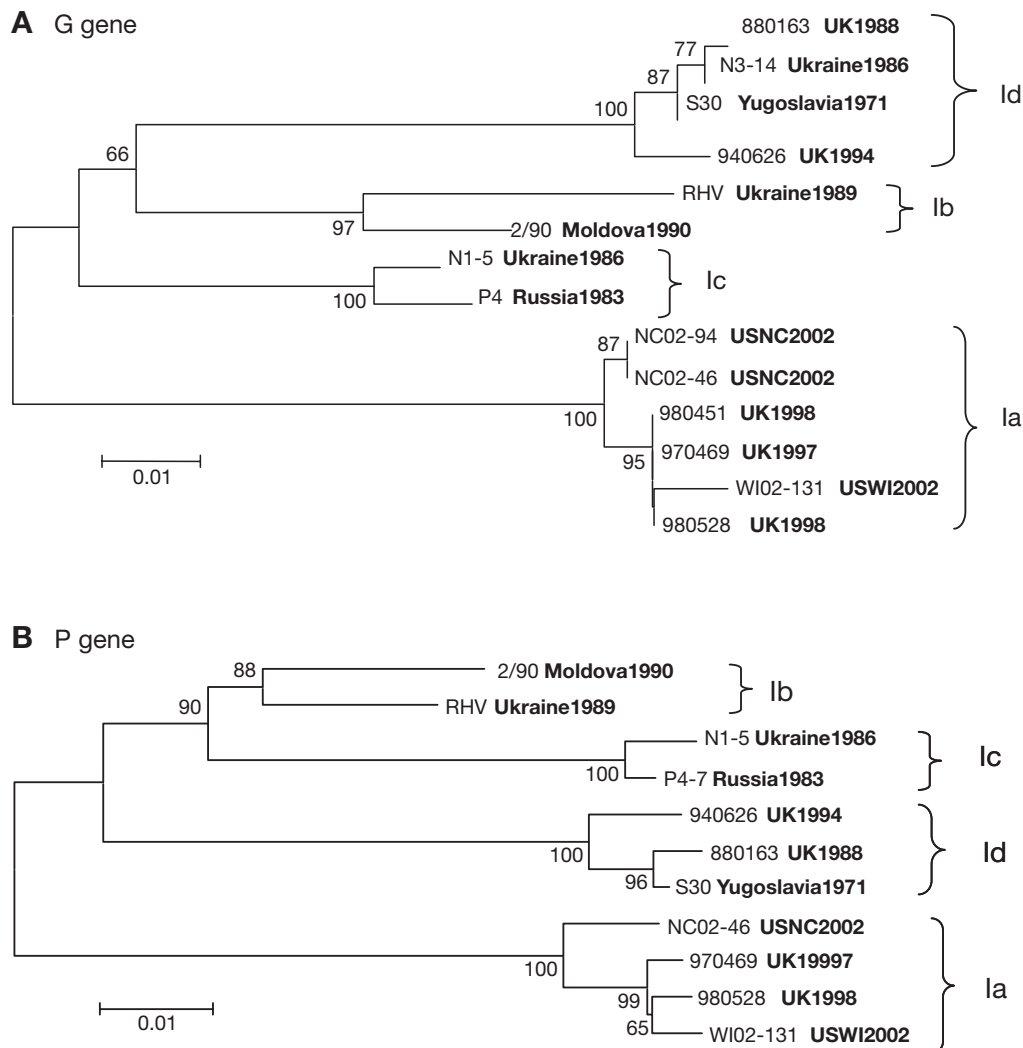 A G gene
880163 UK1988
77
N3-14 Ukraine1986
87
S30 Yugoslavia1971
Id
100
940626 UK1994
66
RHV Ukraine1989
Ib
97
2/90 Moldova1990
N1-5 Ukraine1986
Ic
100
P4 Russia1983
NC02-94 USNC2002
87
NC02-46 USNC2002
100
980451 UK1998
Ia
970469 UK1997
95
WI02-131 USWI2002
0.01
980528 UK1998
B P gene
88
2/90 Moldova1990
Ib
90
RHV Ukraine1989
N1-5 Ukraine1986
Ic
100
P4-7 Russia1983
940626 UK1994
100
880163 UK1988
Id
96
S30 Yugoslavia1971
NC02-46 USNC2002
100
970469 UK19997
Ia
99
980528 UK1998
65
WI02-131 USWI2002
0.01